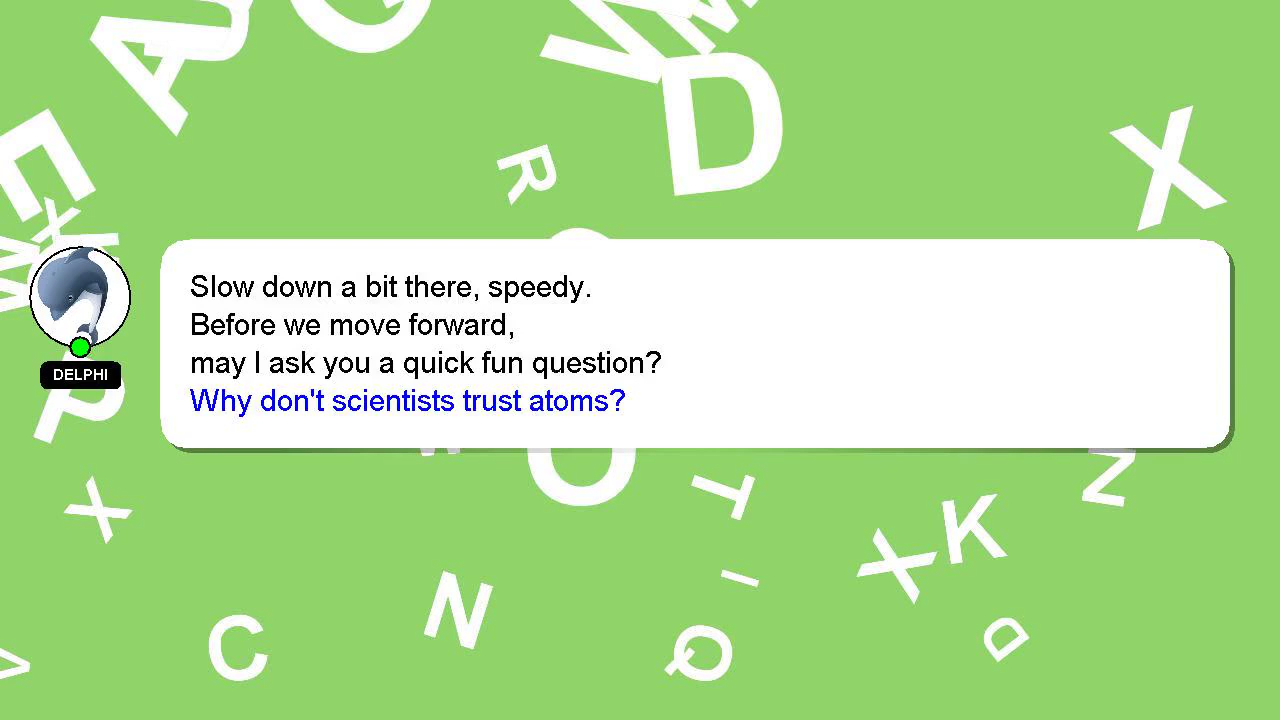 Slow down a bit there, speedy.
Before we move forward,
may I ask you a quick fun question?
Why don't scientists trust atoms?
DELPHI
A
G
D
X
E
R
X
P
X
O
T
N
K
X
I
N
C
Q
D
V